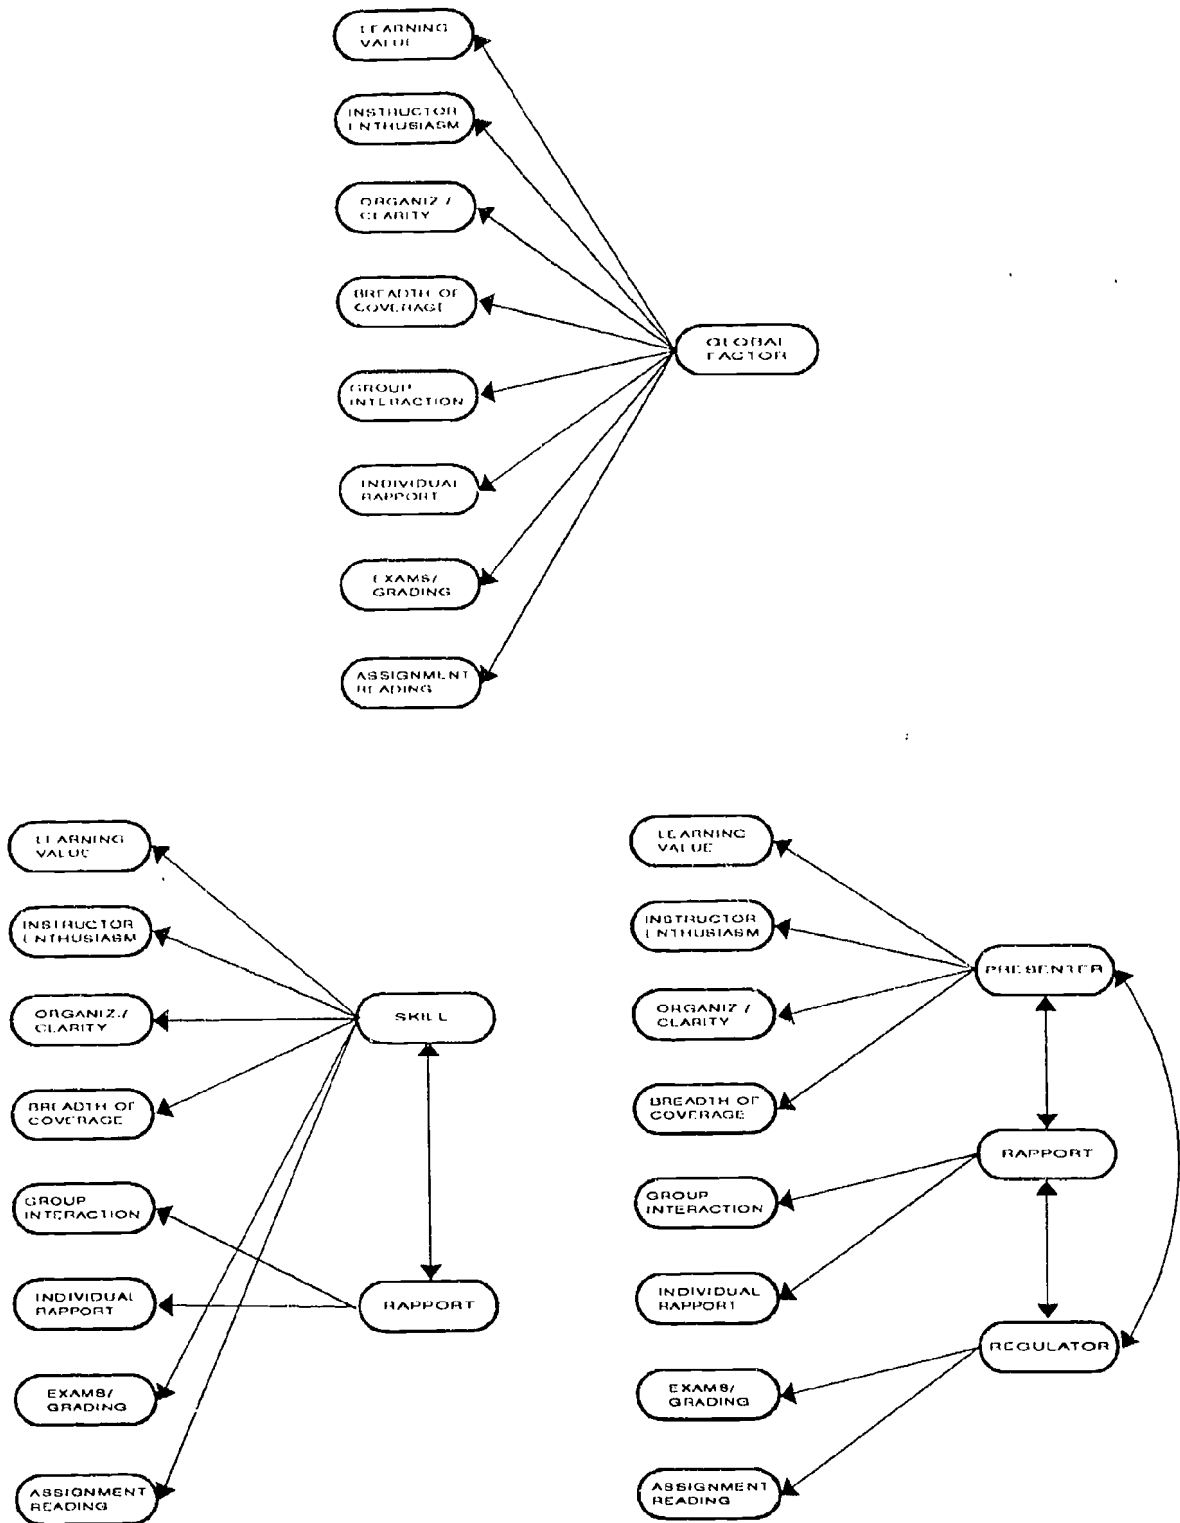 LEARNING
VALUE
INSTRUCTOR
ENTHUSIASM
ORGANIZ /
CLARITY
BREADTH OF
COVERAGE
GLOBAL
FACTOR
GROUP
INTERACTION
INDIVIDUAL
RAPPORT
EXAMS/
GRADING
ASSIGNMENT
READING
LEARNING
VALUE
INSTRUCTOR
ENTHUSIASM
ORGANIZ./
CLARITY
SKILL
BREADTH OF
COVERAGE
GROUP
INTERACTION
INDIVIDUAL
RAPPORT
RAPPORT
EXAMS/
GRADING
ASSIGNMENT
READING
LEARNING
VALUE
INSTRUCTOR
ENTHUSIASM
PRESENTER
ORGANIZ /
CLARITY
BREADTH OF
COVERAGE
RAPPORT
GROUP
INTERACTION
INDIVIDUAL
RAPPORT
REGULATOR
EXAMS/
GRADING
ASSIGNMENT
READING